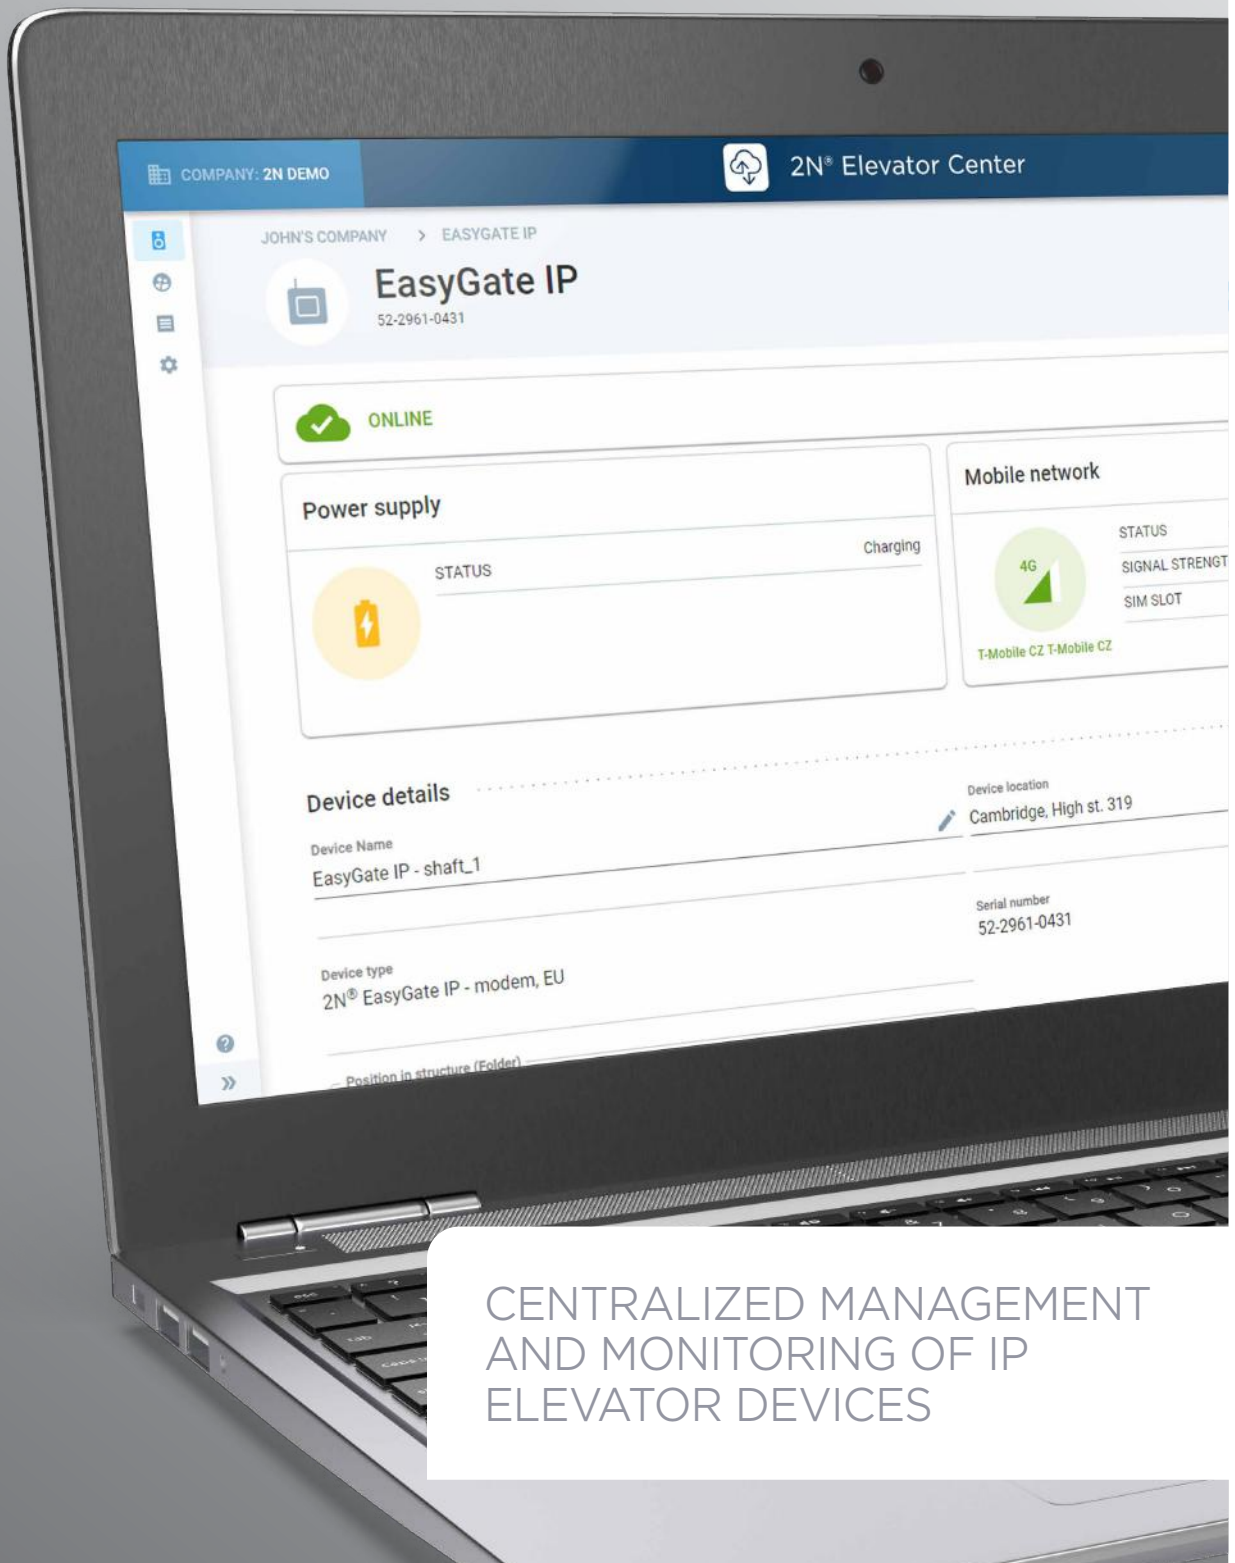 COMPANY: 2N DEMO
2N® Elevator Center
JOHN'S COMPANY > EASYGATE IP
EasyGate IP
52-2961-0431
ONLINE
Power supply
STATUS
Charging
Mobile network
4G
T-Mobile CZ T-Mobile CZ
STATUS
SIGNAL STRENGT
SIM SLOT
Device details
Device Name
EasyGate IP - shaft_1
Device location
Cambridge, High st. 319
Serial number
52-2961-0431
Device type
2N® EasyGate IP - modem, EU
Position in structure (Folder)
esc
tab
CENTRALIZED MANAGEMENT
AND MONITORING OF IP
ELEVATOR DEVICES